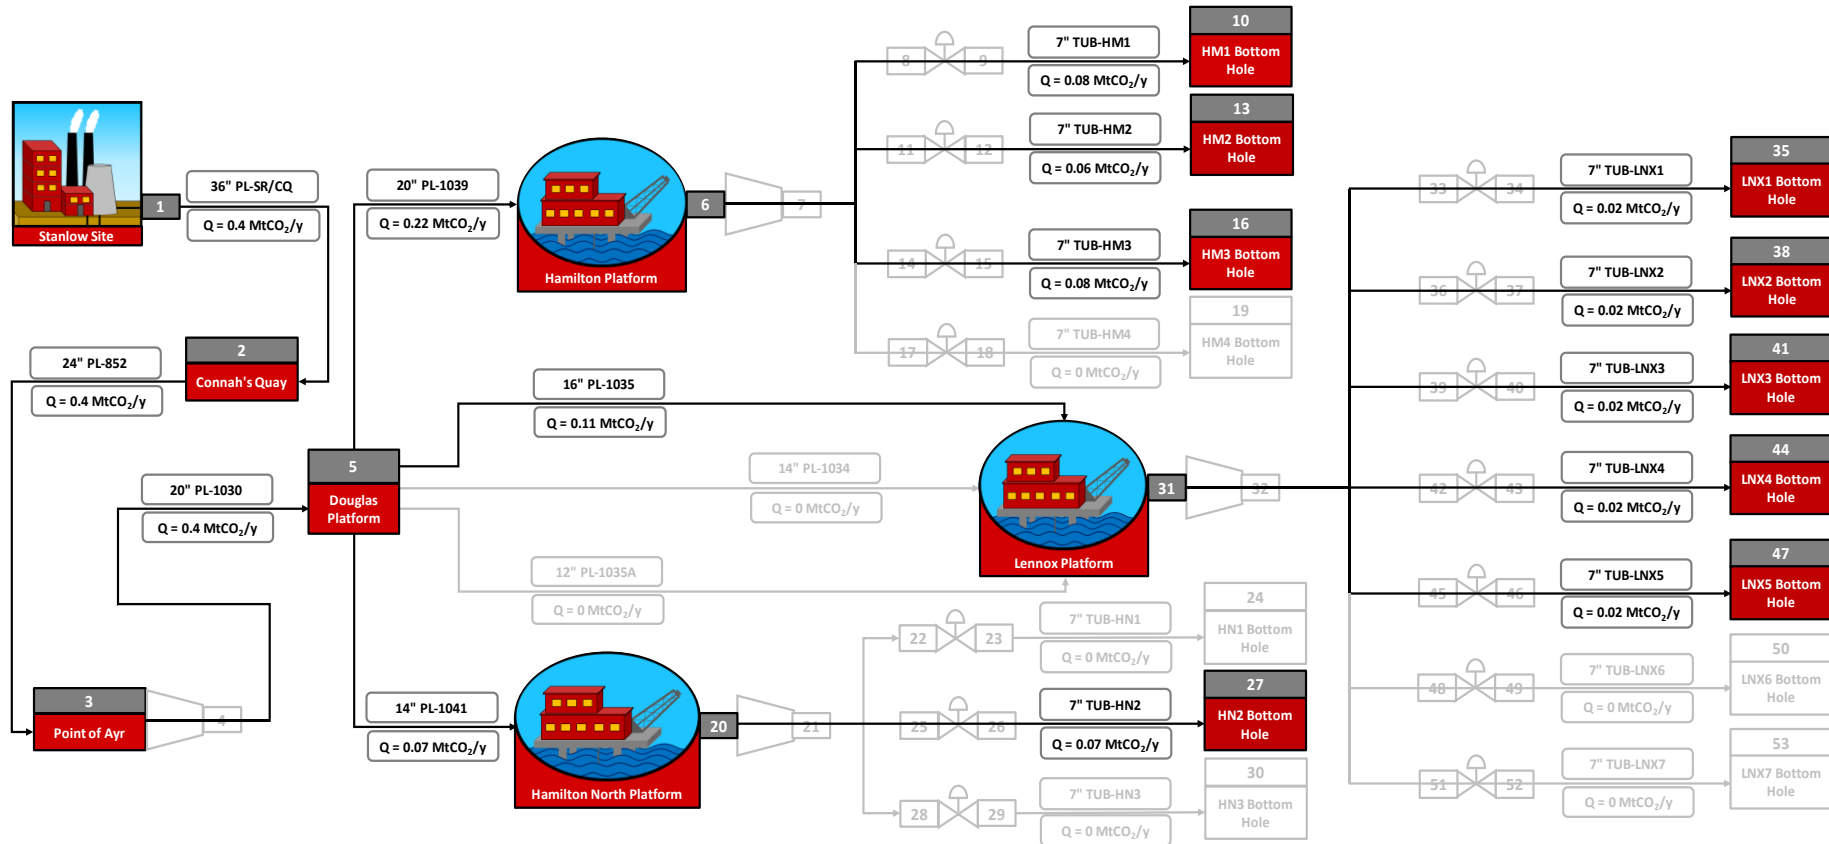 1
Stanlow Site
36" PL-SR/CQ
Q = 0.4 MtCO₂/y
2
Connah's Quay
24" PL-852
Q = 0.4 MtCO₂/y
3
Point of Ayr
4
20" PL-1030
Q = 0.4 MtCO₂/y
5
Douglas
Platform
20" PL-1039
Q = 0.22 MtCO₂/y
Hamilton Platform
6
7
8
9
7" TUB-HM1
Q = 0.08 MtCO₂/y
10
HM1 Bottom
Hole
11
12
7" TUB-HM2
Q = 0.06 MtCO₂/y
13
HM2 Bottom
Hole
14
15
7" TUB-HM3
Q = 0.08 MtCO₂/y
16
HM3 Bottom
Hole
17
18
7" TUB-HM4
Q = 0 MtCO₂/y
19
HM4 Bottom
Hole
16" PL-1035
Q = 0.11 MtCO₂/y
14" PL-1034
Q = 0 MtCO₂/y
12" PL-1035A
Q = 0 MtCO₂/y
Lennox Platform
31
32
14" PL-1041
Q = 0.07 MtCO₂/y
Hamilton North Platform
20
21
22
23
7" TUB-HN1
Q = 0 MtCO₂/y
24
HN1 Bottom
Hole
25
26
7" TUB-HN2
Q = 0.07 MtCO₂/y
27
HN2 Bottom
Hole
28
29
7" TUB-HN3
Q = 0 MtCO₂/y
30
HN3 Bottom
Hole
33
34
7" TUB-LNX1
Q = 0.02 MtCO₂/y
35
LNX1 Bottom
Hole
36
37
7" TUB-LNX2
Q = 0.02 MtCO₂/y
38
LNX2 Bottom
Hole
39
40
7" TUB-LNX3
Q = 0.02 MtCO₂/y
41
LNX3 Bottom
Hole
42
43
7" TUB-LNX4
Q = 0.02 MtCO₂/y
44
LNX4 Bottom
Hole
45
46
7" TUB-LNX5
Q = 0.02 MtCO₂/y
47
LNX5 Bottom
Hole
48
49
7" TUB-LNX6
Q = 0 MtCO₂/y
50
LNX6 Bottom
Hole
51
52
7" TUB-LNX7
Q = 0 MtCO₂/y
53
LNX7 Bottom
Hole